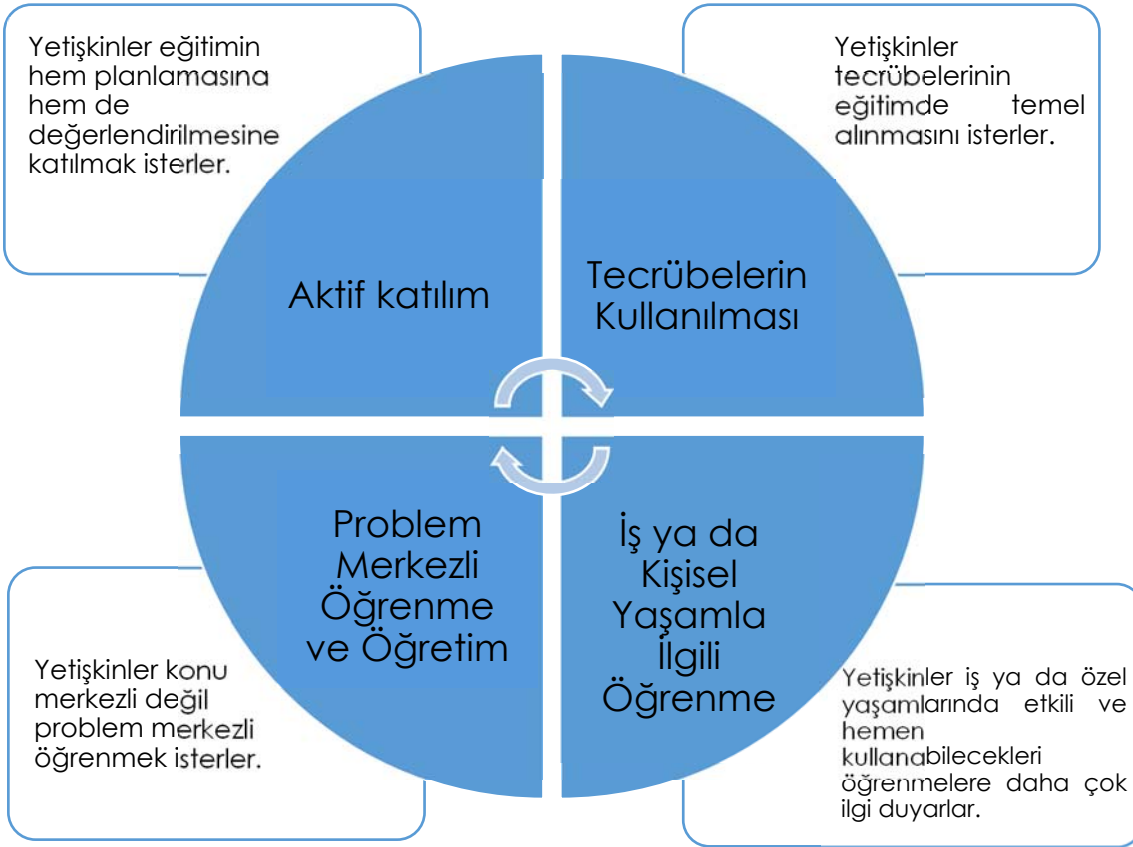 Yetişkinler eğitimin
hem planlamasına
hem de
değerlendirilmesine
katılmak isterler.
Yetişkinler
tecrübelerinin
eğitimde temel
alınmasını isterler.
Aktif katılım
Tecrübelerin
Kullanılması
Problem
Merkezli
Öğrenme
ve Öğretim
İş ya da
Kişisel
Yaşamla
İlgili
Öğrenme
Yetişkinler konu
merkezli değil
problem merkezli
öğrenmek isterler.
Yetişkinler iş ya da özel
yaşamlarında etkili ve
hemen
kullanabilecekleri
öğrenmelere daha çok
ilgi duyarlar.